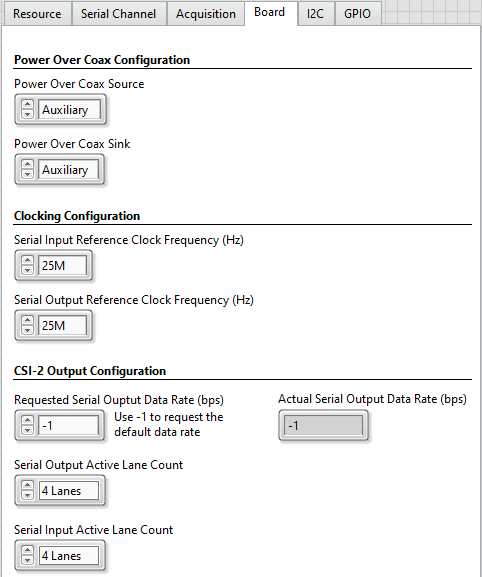 Resource Serial Channel Acquisition Board I2C GPIO
Power Over Coax Configuration
Power Over Coax Source
Auxiliary
Power Over Coax Sink
Auxiliary
Clocking Configuration
Serial Input Reference Clock Frequency (Hz)
25M
Serial Output Reference Clock Frequency (Hz)
25M
CSI-2 Output Configuration
Requested Serial Ouptut Data Rate (bps)
-1
Use -1 to request the
default data rate
Actual Serial Output Data Rate (bps)
-1
Serial Output Active Lane Count
4 Lanes
Serial Input Active Lane Count
4 Lanes